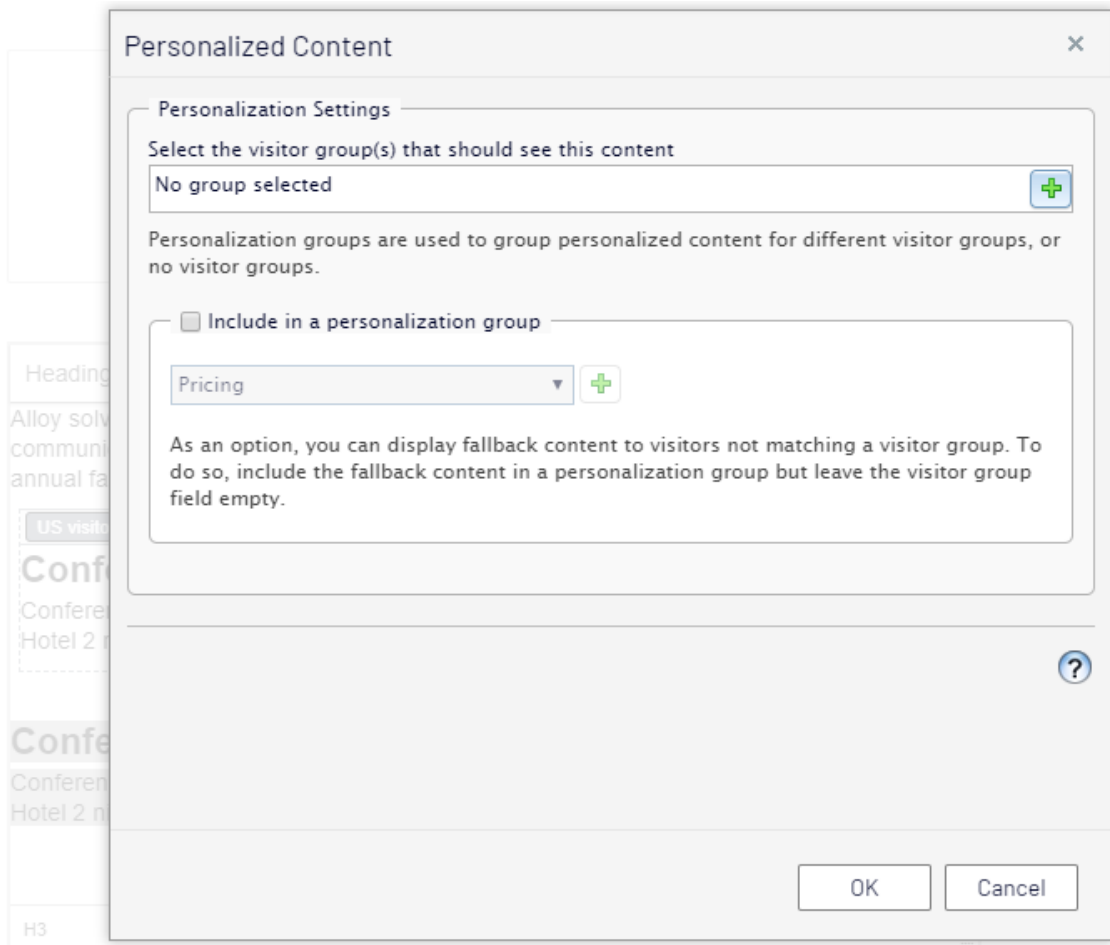 Personalized Content
Personalization Settings
Select the visitor group(s) that should see this content
No group selected
Personalization groups are used to group personalized content for different visitor groups, or
no visitor groups.
Include in a personalization group
Pricing
As an option, you can display fallback content to visitors not matching a visitor group. To
do so, include the fallback content in a personalization group but leave the visitor group
field empty.
Heading
Alloy solv
communi
annual fa
US visito
Confe
Conferen
Hotel 2 n
Confe
Conferen
Hotel 2 n
H3
?
OK
Cancel